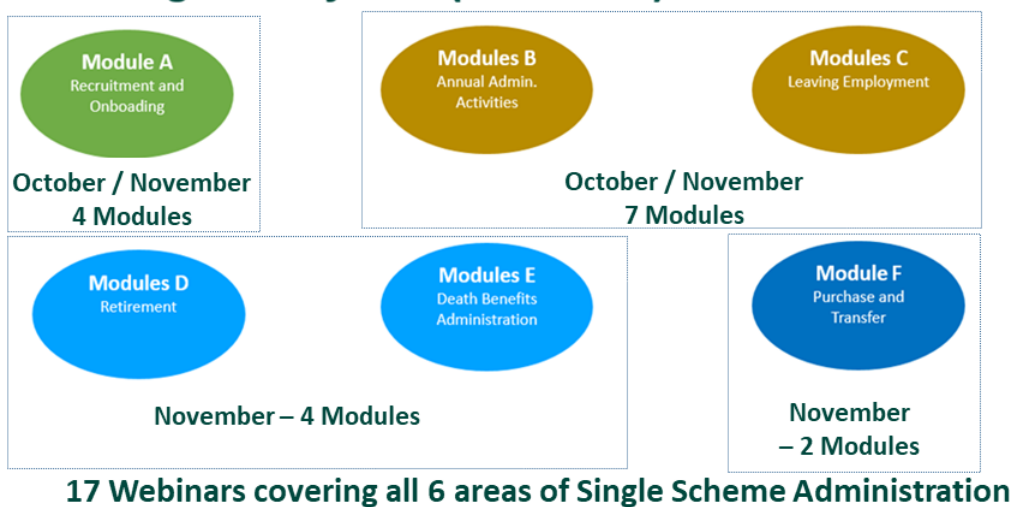 Module A
Recruitment and
Onboading
October / November
4 Modules
Modules B
Annual Admin.
Activities
Modules C
Leaving Employment
October / November
7 Modules
Modules D
Retirement
Modules E
Death Benefits
Administration
November – 4 Modules
Module F
Purchase and
Transfer
November
– 2 Modules
17 Webinars covering all 6 areas of Single Scheme Administration